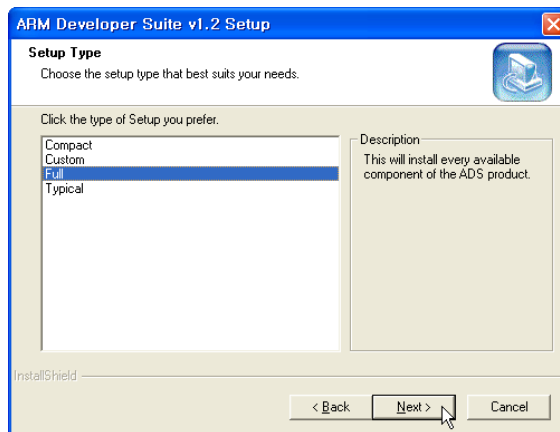 ARM Developer Suite v1.2 Setup
Setup Type
Choose the setup type that best suits your needs.
Click the type of Setup you prefer.
Compact
Custom
Full
Typical
Description
This will install every available
component of the ADS product.
InstallShield
< Back
Next >
Cancel